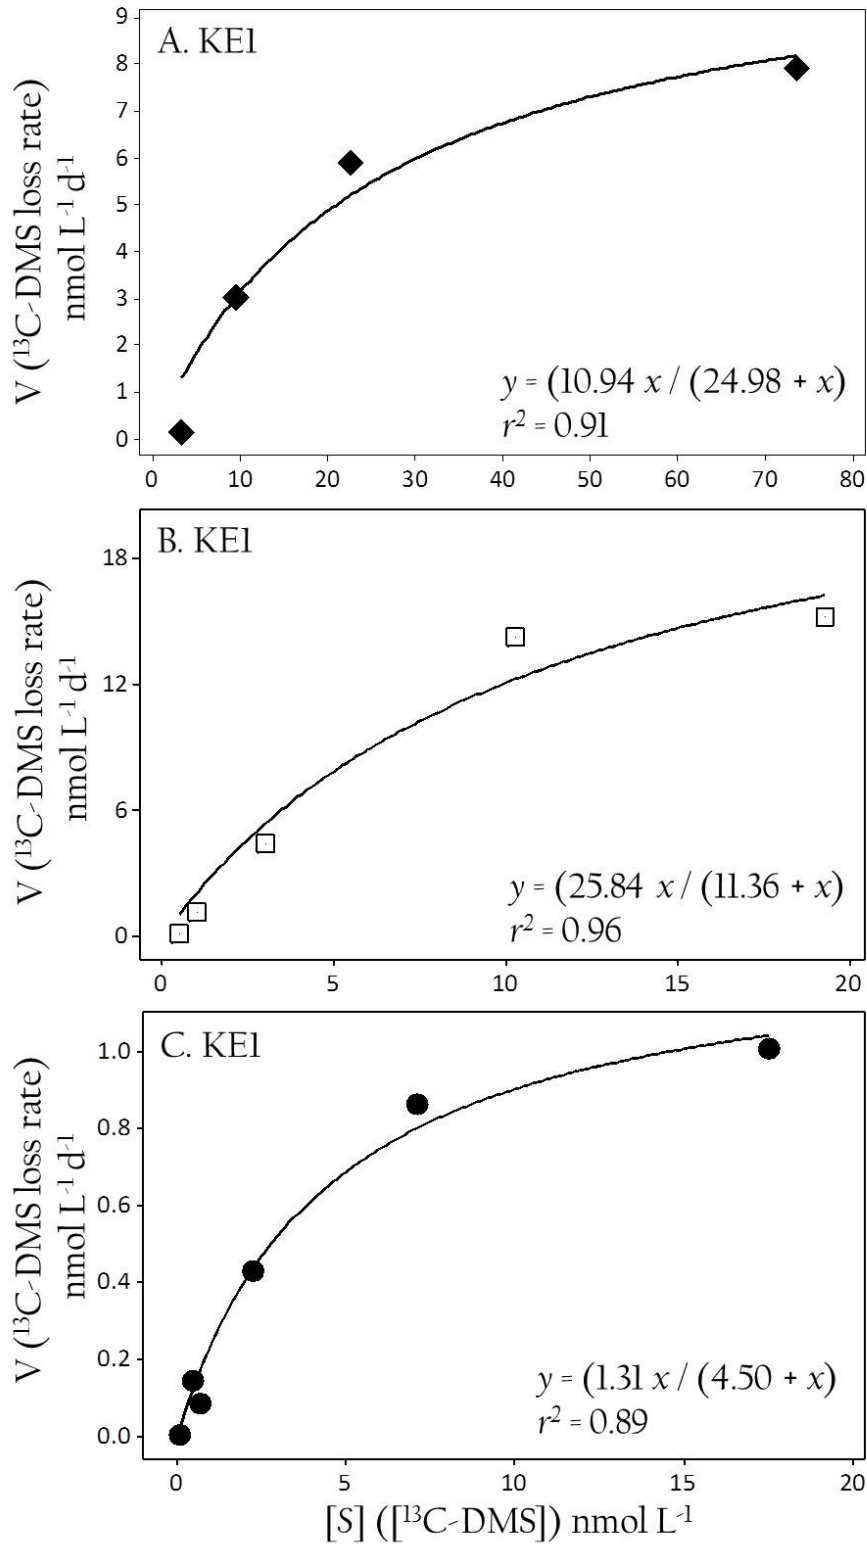 A. KE1
V (¹³C-DMS loss rate)
nmol L⁻¹ d⁻¹
9
8
7
6
5
4
3
2
1
0
y = (10.94 x / (24.98 + x)
r² = 0.91
0 10 20 30 40 50 60 70 80
B. KE1
V (¹³C-DMS loss rate)
nmol L⁻¹ d⁻¹
18
12
6
0
y = (25.84 x / (11.36 + x)
r² = 0.96
0 5 10 15 20
C. KE1
V (¹³C-DMS loss rate)
nmol L⁻¹ d⁻¹
1.0
0.8
0.6
0.4
0.2
0.0
y = (1.31 x / (4.50 + x)
r² = 0.89
0 5 10 15 20
[S] ([¹³C-DMS]) nmol L⁻¹